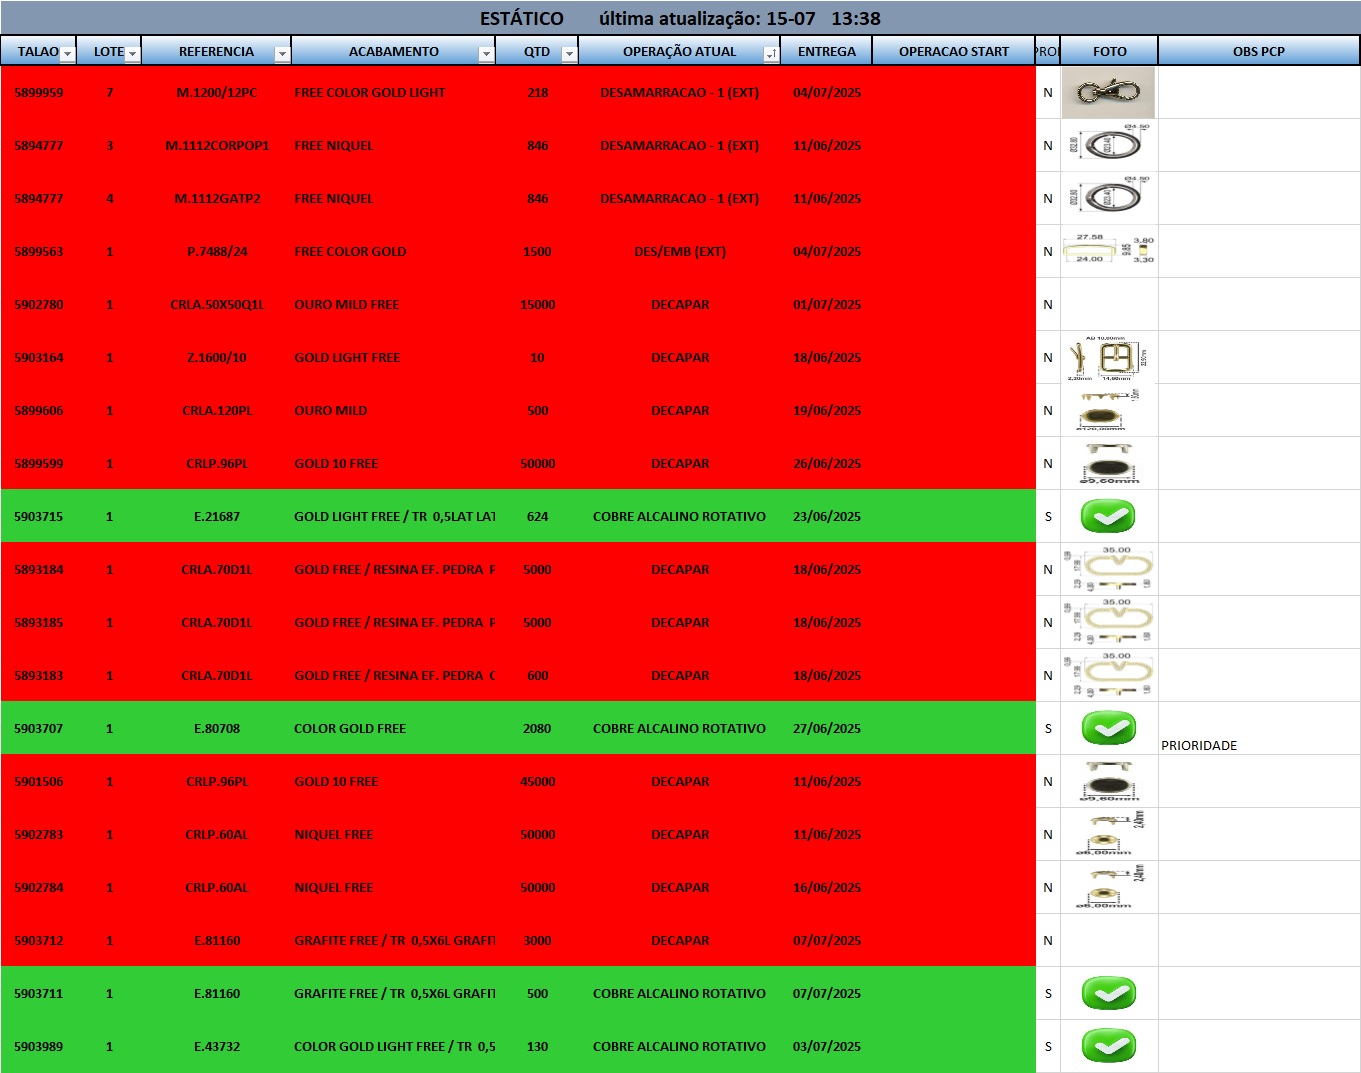 ESTÁTICO última atualização: 15-07 13:38
TALAO LOTE REFERENCIA ACABAMENTO QTD OPERAÇÃO ATUAL ENTREGA OPERACAO START FOTO OBS PCP
5899959 7 M.1200/12PC FREE COLOR GOLD LIGHT 218 DESAMARRACAO - 1 (EXT) 04/07/2025 N
5894777 3 M.1112CORPOP1 FREE NIQUEL 846 DESAMARRACAO - 1 (EXT) 11/06/2025 N
5894777 4 M.1112GATP2 FREE NIQUEL 846 DESAMARRACAO - 1 (EXT) 11/06/2025 N
5899563 1 P.7488/24 FREE COLOR GOLD 1500 DES/EMB (EXT) 04/07/2025 N 27.58 3,80 24.00 3,30
5902780 1 CRLA.50X50Q1L OURO MILD FREE 15000 DECAPAR 01/07/2025 N
5903164 1 Z.1600/10 GOLD LIGHT FREE 10 DECAPAR 18/06/2025 N
5899606 1 CRLA.120PL OURO MILD 500 DECAPAR 19/06/2025 N
5899599 1 CRLP.96PL GOLD 10 FREE 50000 DECAPAR 26/06/2025 N ø9,60mm
5903715 1 E.21687 GOLD LIGHT FREE / TR 0,5LAT LAT 624 COBRE ALCALINO ROTATIVO 23/06/2025 S
5893184 1 CRLA.70D1L GOLD FREE / RESINA EF. PEDRA 5000 DECAPAR 18/06/2025 N 35.00
5893185 1 CRLA.70D1L GOLD FREE / RESINA EF. PEDRA 5000 DECAPAR 18/06/2025 N 35.00
5893183 1 CRLA.70D1L GOLD FREE / RESINA EF. PEDRA 600 DECAPAR 18/06/2025 N 35.00
5903707 1 E.80708 COLOR GOLD FREE 2080 COBRE ALCALINO ROTATIVO 27/06/2025 S PRIORIDADE
5901506 1 CRLP.96PL GOLD 10 FREE 45000 DECAPAR 11/06/2025 N ø9,60mm
5902783 1 CRLP.60AL NIQUEL FREE 50000 DECAPAR 11/06/2025 N ø6,00mm
5902784 1 CRLP.60AL NIQUEL FREE 50000 DECAPAR 16/06/2025 N ø6,00mm
5903712 1 E.81160 GRAFITE FREE / TR 0,5X6L GRAFIT 3000 DECAPAR 07/07/2025 N
5903711 1 E.81160 GRAFITE FREE / TR 0,5X6L GRAFIT 500 COBRE ALCALINO ROTATIVO 07/07/2025 S
5903989 1 E.43732 COLOR GOLD LIGHT FREE / TR 0,5 130 COBRE ALCALINO ROTATIVO 03/07/2025 S